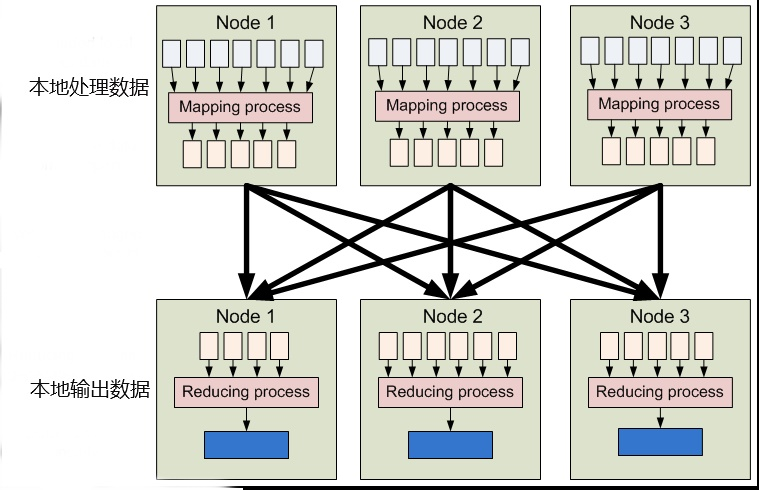 Node 1
Node 2
Node 3
本地处理数据
Mapping process
Mapping process
Mapping process
Node 1
Node 2
Node 3
本地输出数据
Reducing process
Reducing process
Reducing process